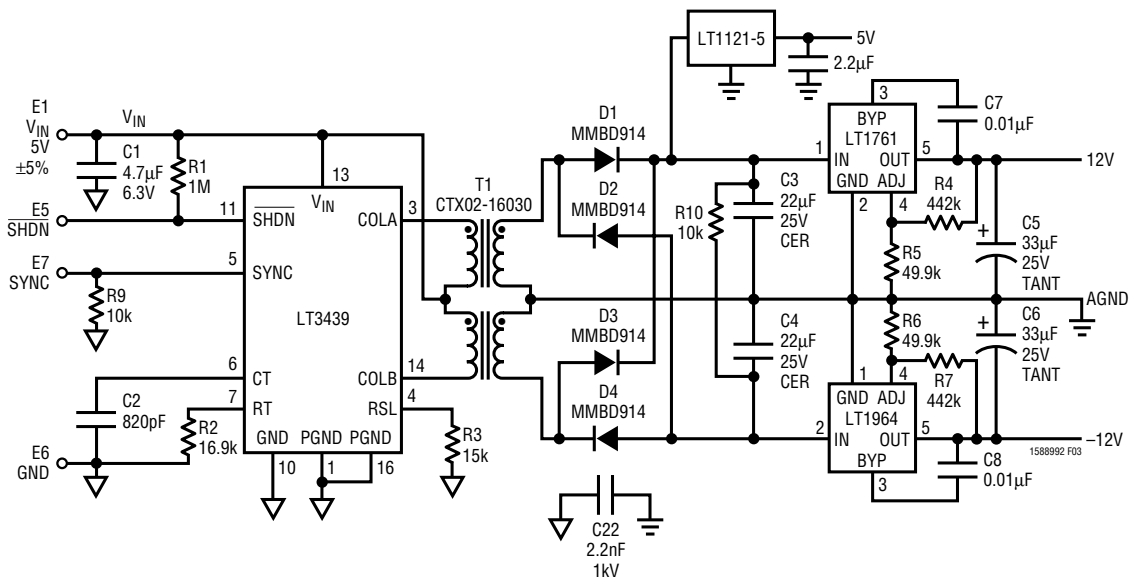 LT1121-5
5V
2.2µF
E1
VIN
5V
±5%
VIN
C1
4.7µF
6.3V
R1
1M
13
VIN
E5
SHDN
11
SHDN
COLA
3
T1
CTX02-16030
E7
SYNC
5
SYNC
R9
10k
LT3439
6
CT
COLB
14
C2
820pF
7
RT
R2
16.9k
RSL
4
R3
15k
E6
GND
GND
PGND
PGND
10
1
16
D1
MMBD914
D2
MMBD914
D3
MMBD914
D4
MMBD914
R10
10k
C3
22µF
25V
CER
C4
22µF
25V
CER
3
BYP
LT1761
1
IN
OUT
5
GND
ADJ
2
4
C7
0.01µF
12V
R4
442k
R5
49.9k
C5
+
33µF
25V
TANT
AGND
R6
49.9k
C6
+
33µF
25V
TANT
R7
442k
1
4
GND
ADJ
LT1964
2
IN
OUT
5
BYP
3
–12V
1588992 F03
C8
0.01µF
C22
2.2nF
1kV